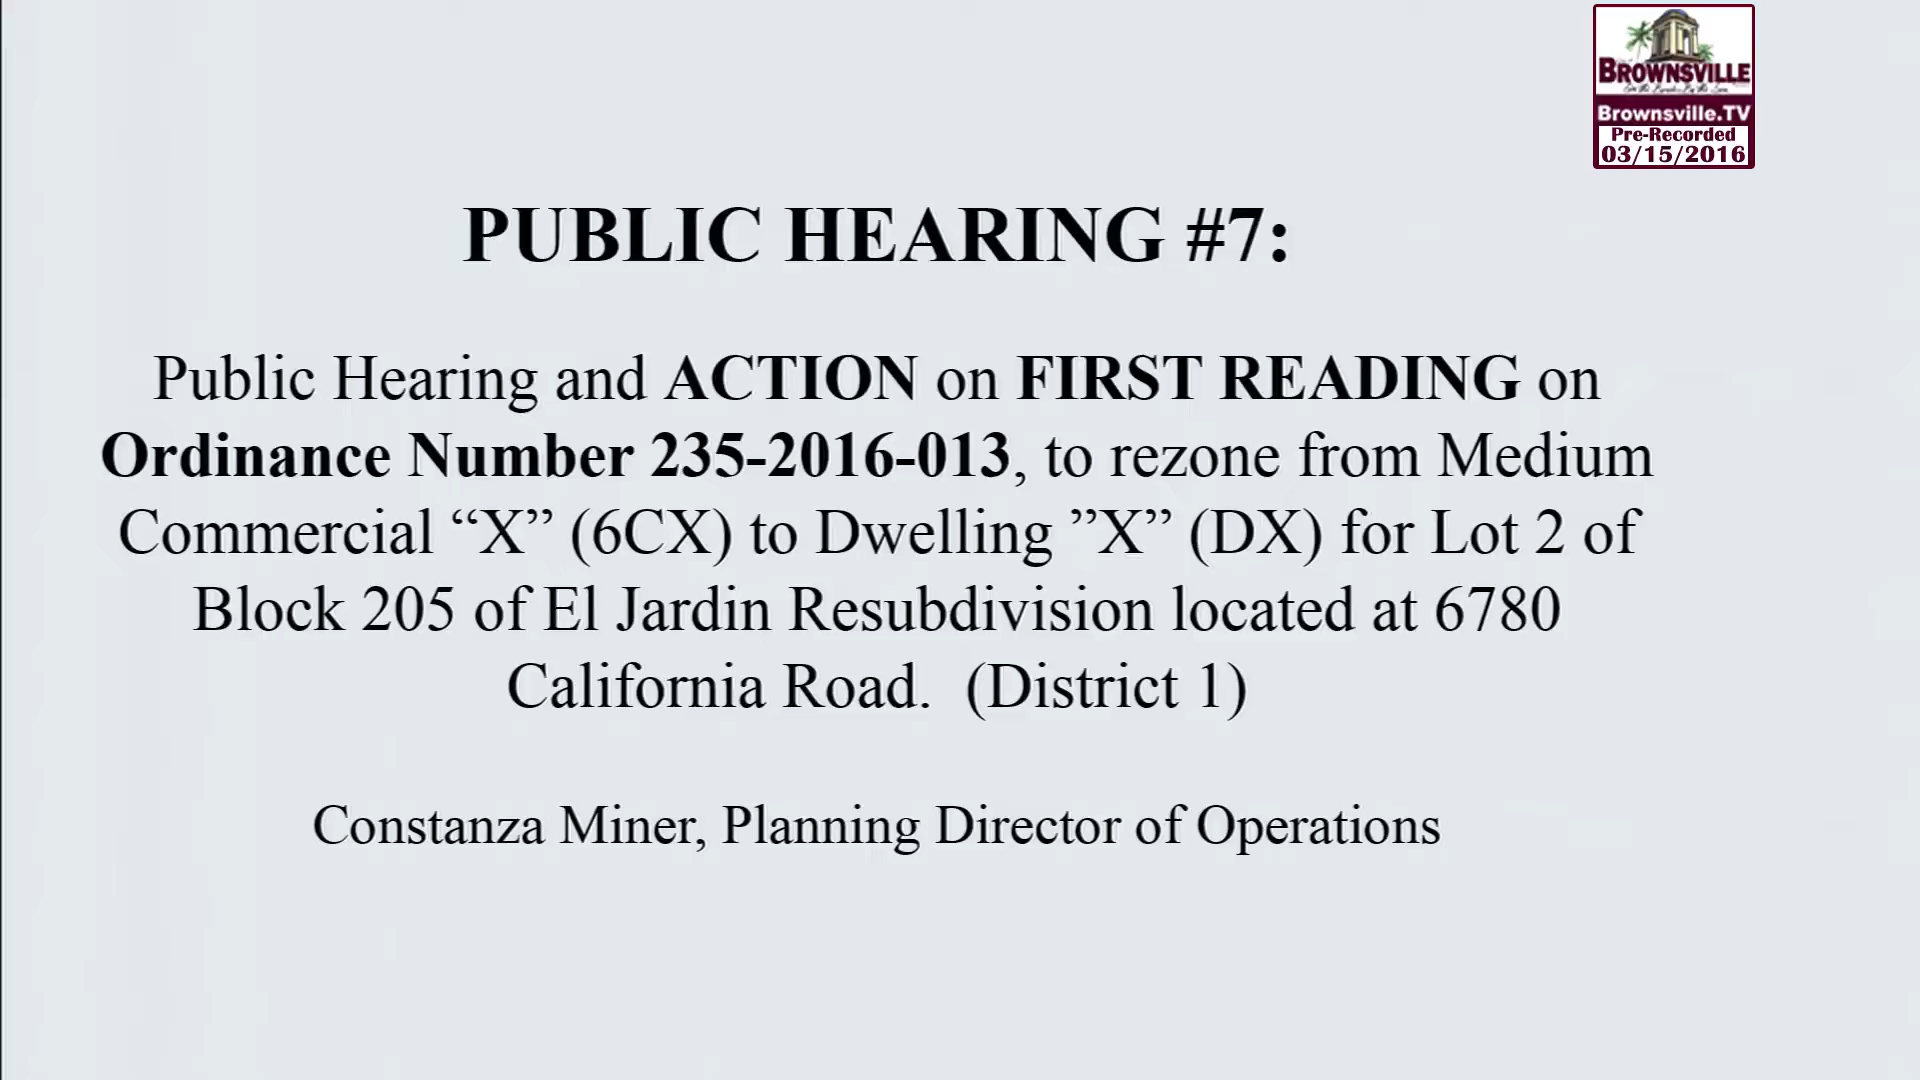 BROWNSVILLE
Brownsville.TV
Pre-Recorded
03/15/2016
PUBLIC HEARING #7:
Public Hearing and ACTION on FIRST READING on
Ordinance Number 235-2016-013, to rezone from Medium
Commercial “X” (6CX) to Dwelling ”X” (DX) for Lot 2 of
Block 205 of El Jardin Resubdivision located at 6780
California Road.  (District 1)
Constanza Miner, Planning Director of Operations